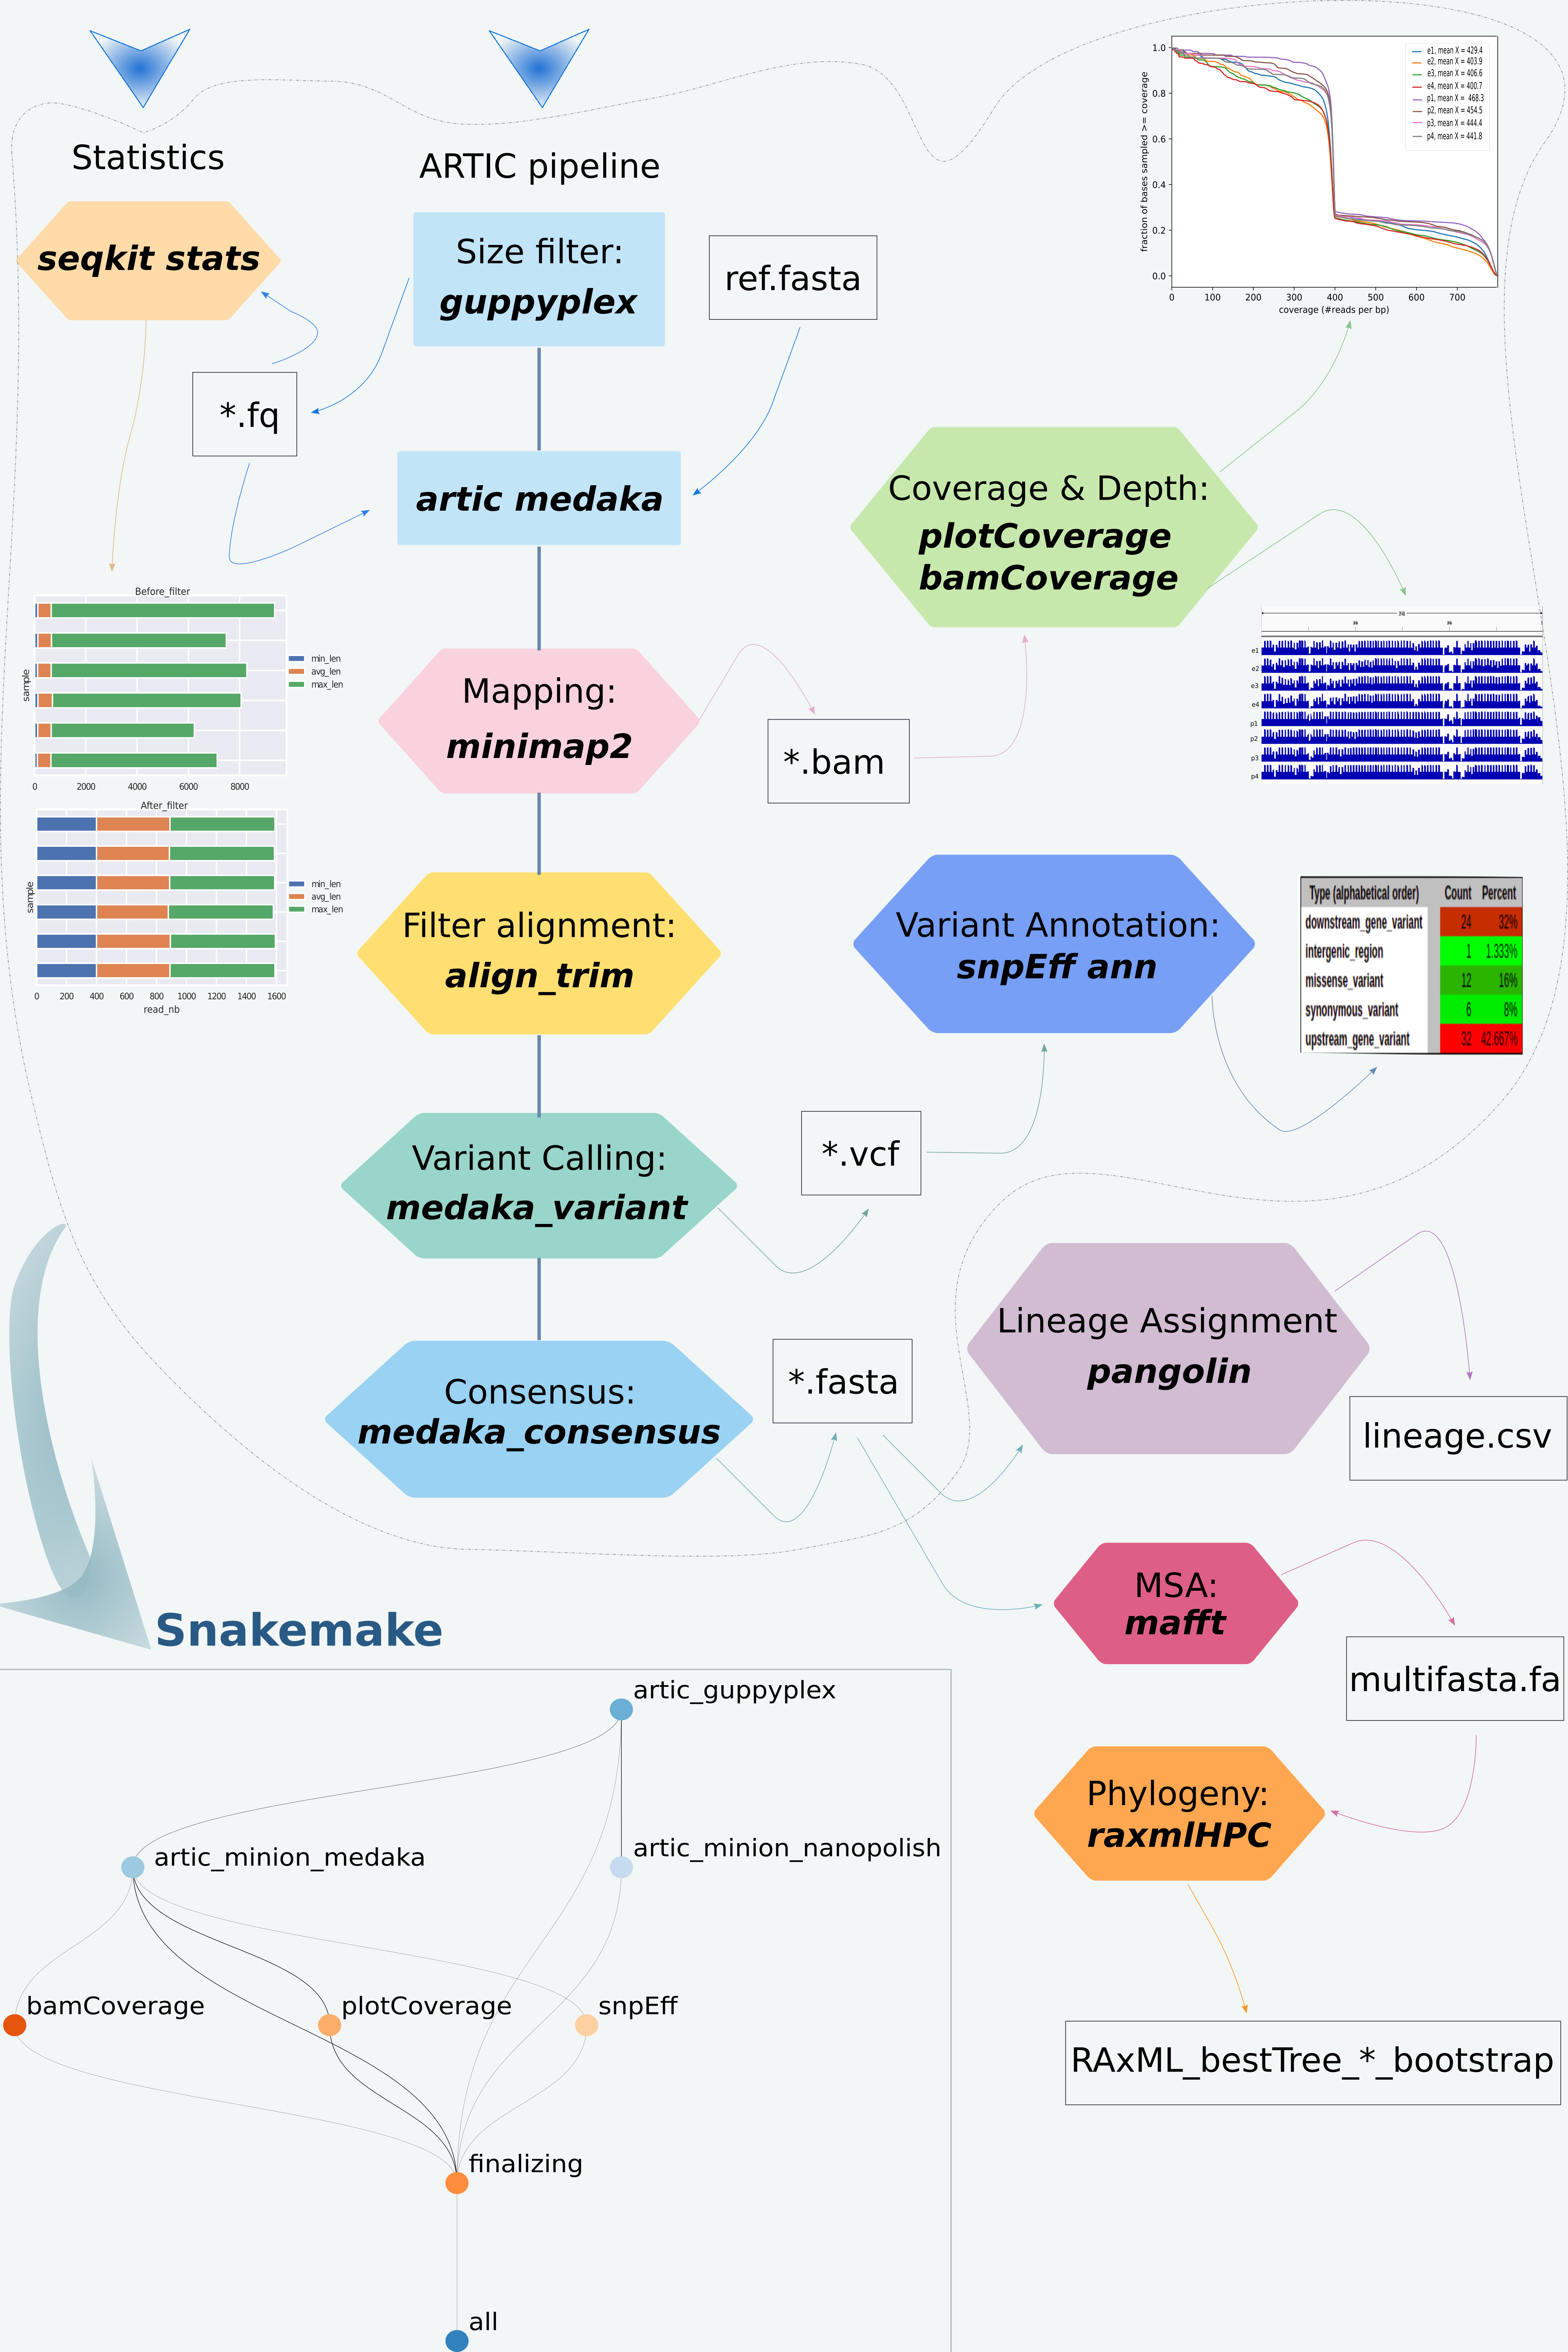 Statistics
seqkit stats
*.fq
ARTIC pipeline
Size filter:
guppyplex
ref.fasta
artic medaka
Mapping:
minimap2
*.bam
Filter alignment:
align_trim
Variant Calling:
medaka_variant
*.vcf
Consensus:
medaka_consensus
*.fasta
Coverage & Depth:
plotCoverage
bamCoverage
Variant Annotation:
snpEff ann
Lineage Assignment
pangolin
lineage.csv
MSA:
mafft
multifasta.fa
Phylogeny:
raxmlHPC
RAxML_bestTree_*_bootstrap
fraction of bases sampled >= coverage
1.0
0.8
0.6
0.4
0.2
0.0
0 100 200 300 400 500 600 700
coverage (#reads per bp)
e1, mean X = 429.4
e2, mean X = 403.9
e3, mean X = 406.6
e4, mean X = 400.7
p1, mean X = 468.3
p2, mean X = 454.5
p3, mean X = 444.4
p4, mean X = 441.8
e1
e2
e3
e4
p1
p2
p3
p4
Type (alphabetical order) Count Percent
downstream_gene_variant 24 32%
intergenic_region 1 1.333%
missense_variant 12 16%
synonymous_variant 6 8%
upstream_gene_variant 32 42.667%
Before_filter
sample
0 2000 4000 6000 8000
min_len
avg_len
max_len
After_filter
sample
0 200 400 600 800 1000 1200 1400 1600
read_nb
min_len
avg_len
max_len
Snakemake
artic_guppyplex
artic_minion_medaka
artic_minion_nanopolish
bamCoverage
plotCoverage
snpEff
finalizing
all